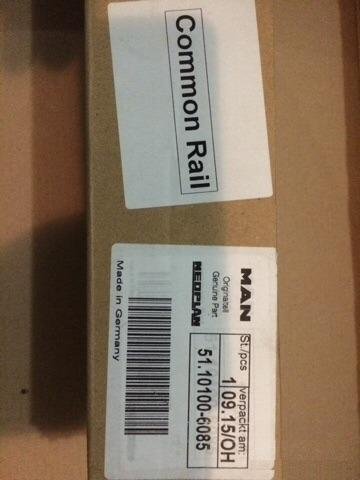 Common Rail
MAN
Originalteil
Genuine Part
NEOPLAN
St./pcs
verpackt am:
1
09.15/OH
51.10100-6085
Made in Germany